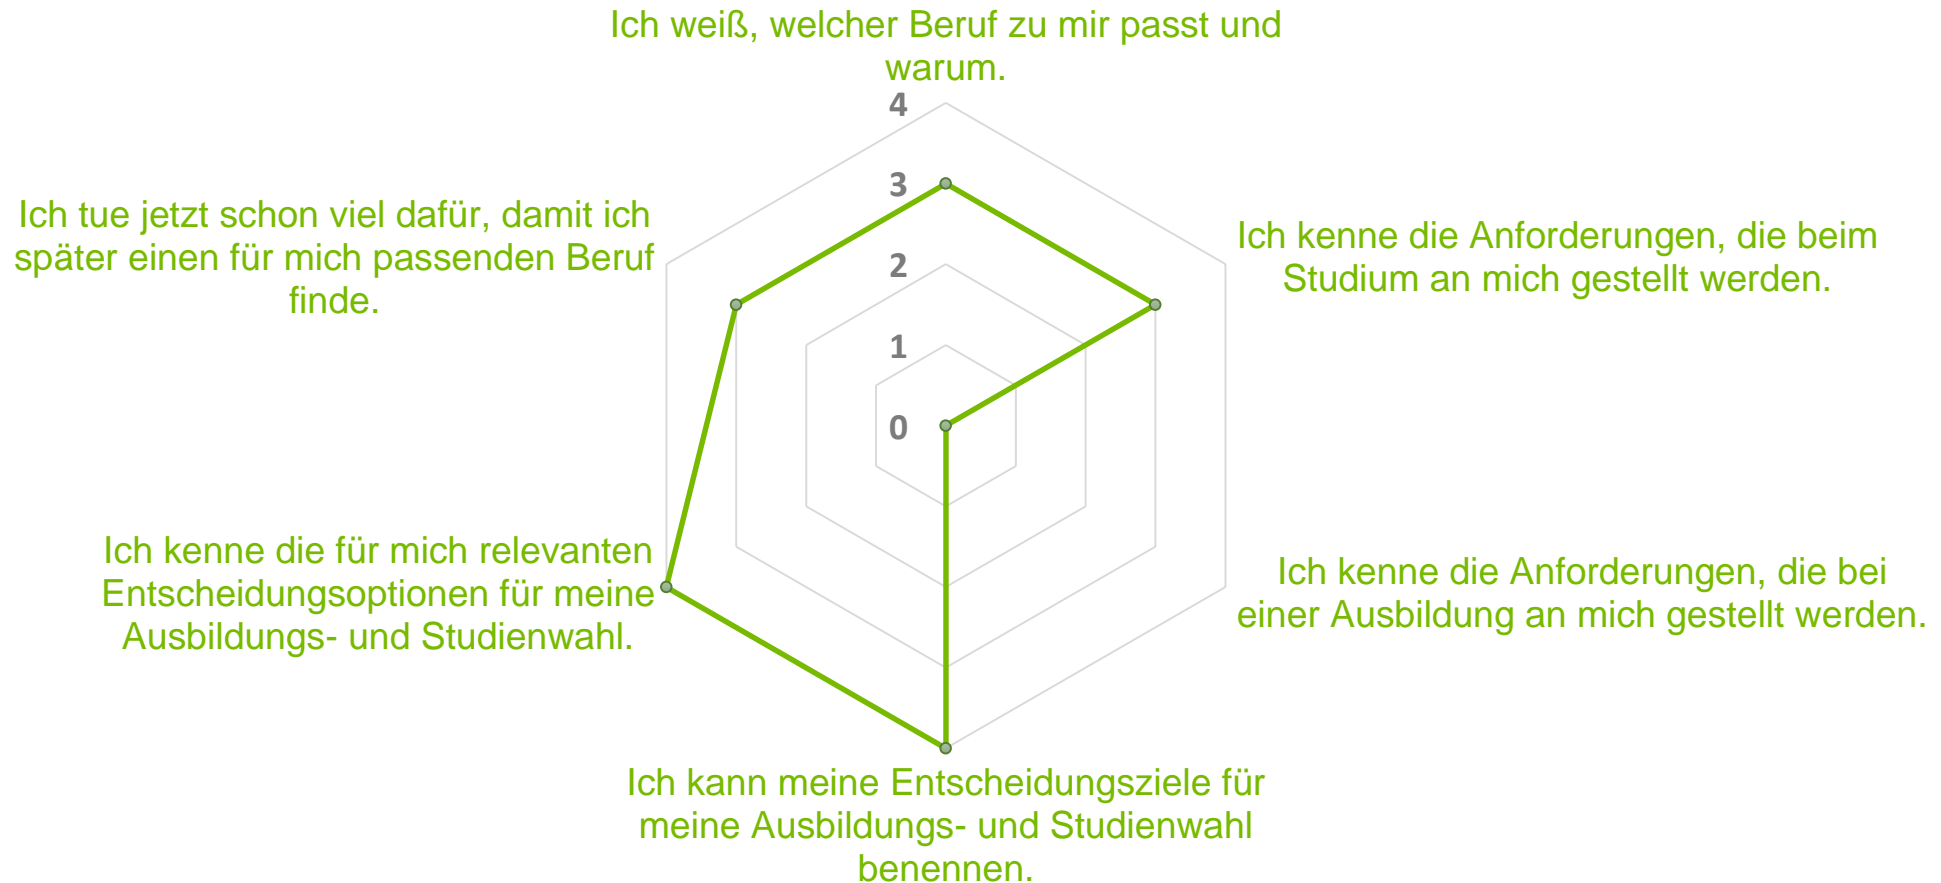 Ich weiß, welcher Beruf zu mir passt und
warum.
4
3
2
1
0
Ich kenne die Anforderungen, die beim
Studium an mich gestellt werden.
Ich kenne die Anforderungen, die bei
einer Ausbildung an mich gestellt werden.
Ich kann meine Entscheidungsziele für
meine Ausbildungs- und Studienwahl
benennen.
Ich kenne die für mich relevanten
Entscheidungsoptionen für meine
Ausbildungs- und Studienwahl.
Ich tue jetzt schon viel dafür, damit ich
später einen für mich passenden Beruf
finde.